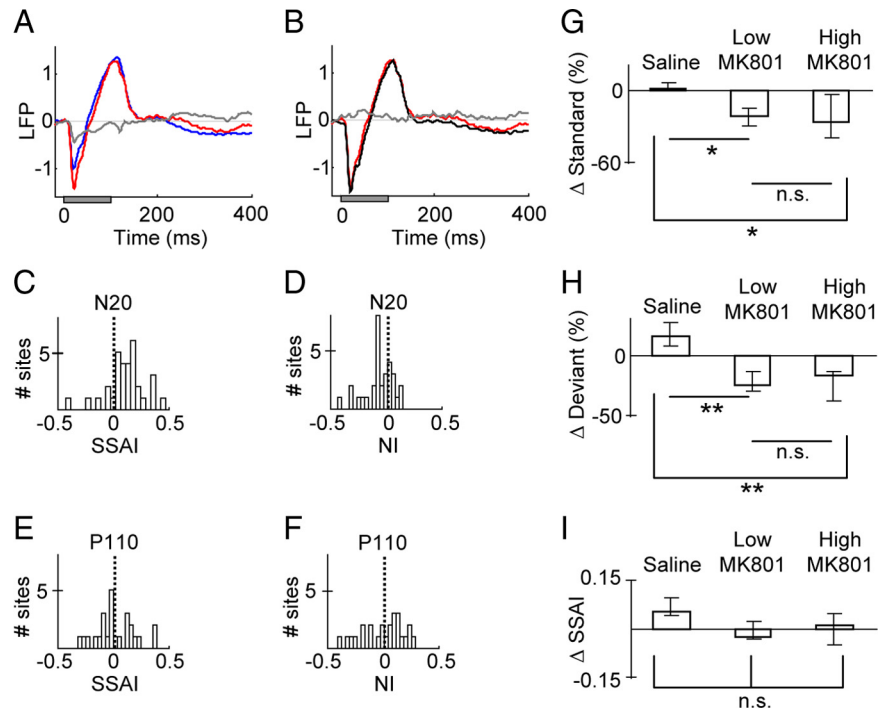 A
LFP
1
0
-1
0
200
400
Time (ms)
B
LFP
1
0
-1
0
200
400
Time (ms)
C
N20
# sites
5
-0.5
0
0.5
SSAI
D
N20
# sites
5
-0.5
0
0.5
NI
E
P110
# sites
5
-0.5
0
0.5
SSAI
F
P110
# sites
5
-0.5
0
0.5
NI
G
Δ Standard (%)
Saline
Low
MK801
High
MK801
0
-60
*
n.s.
*
H
Δ Deviant (%)
Saline
Low
MK801
High
MK801
0
-50
**
n.s.
**
I
Δ SSAI
Saline
Low
MK801
High
MK801
0.15
-0.15
n.s.